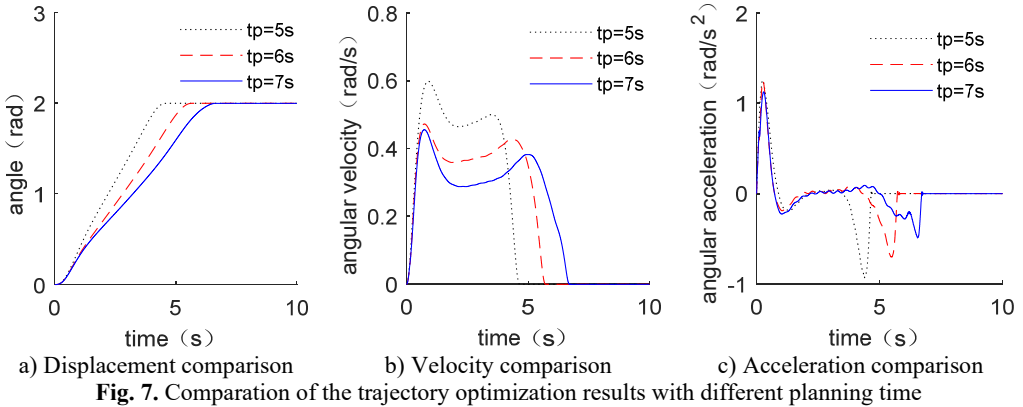 3
2
1
0
angle（rad）
tp=5s
tp=6s
tp=7s
0 5 10
time（s）
a) Displacement comparison
0.8
0.6
0.4
0.2
0
angular velocity（rad/s）
tp=5s
tp=6s
tp=7s
0 5 10
time（s）
b) Velocity comparison
2
1
0
-1
angular acceleration（rad/s²）
tp=5s
tp=6s
tp=7s
0 5 10
time（s）
c) Acceleration comparison
Fig. 7. Comparation of the trajectory optimization results with different planning time